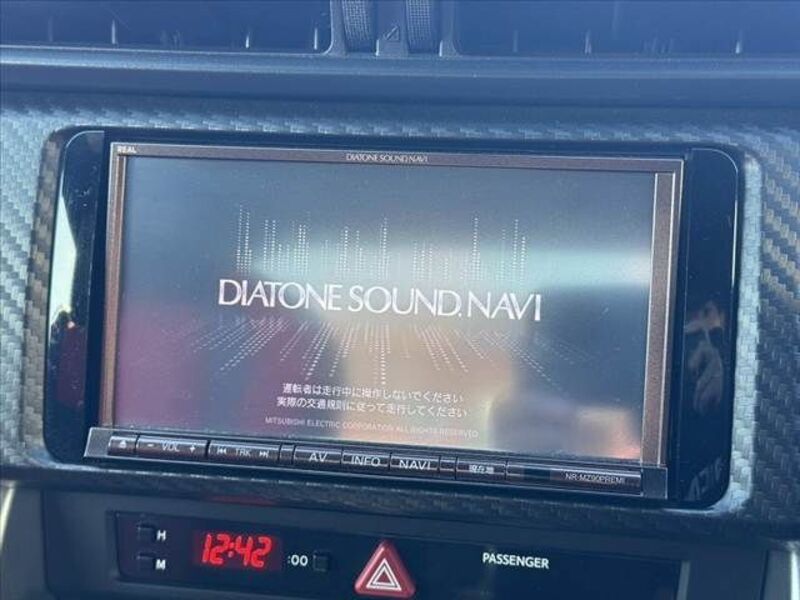 REAL
DIATONE SOUND.NAVI
DIATONE SOUND.NAVI
運転者は走行中に操作しないでください
実際の交通規則に従って走行してください
MITSUBISHI ELECTRIC CORPORATION ALL RIGHTS RESERVED
- VOL + TRK AV INFO NAVI 現在地 NR-MZ90PREMI
H 12:42 :00 PASSENGER
M